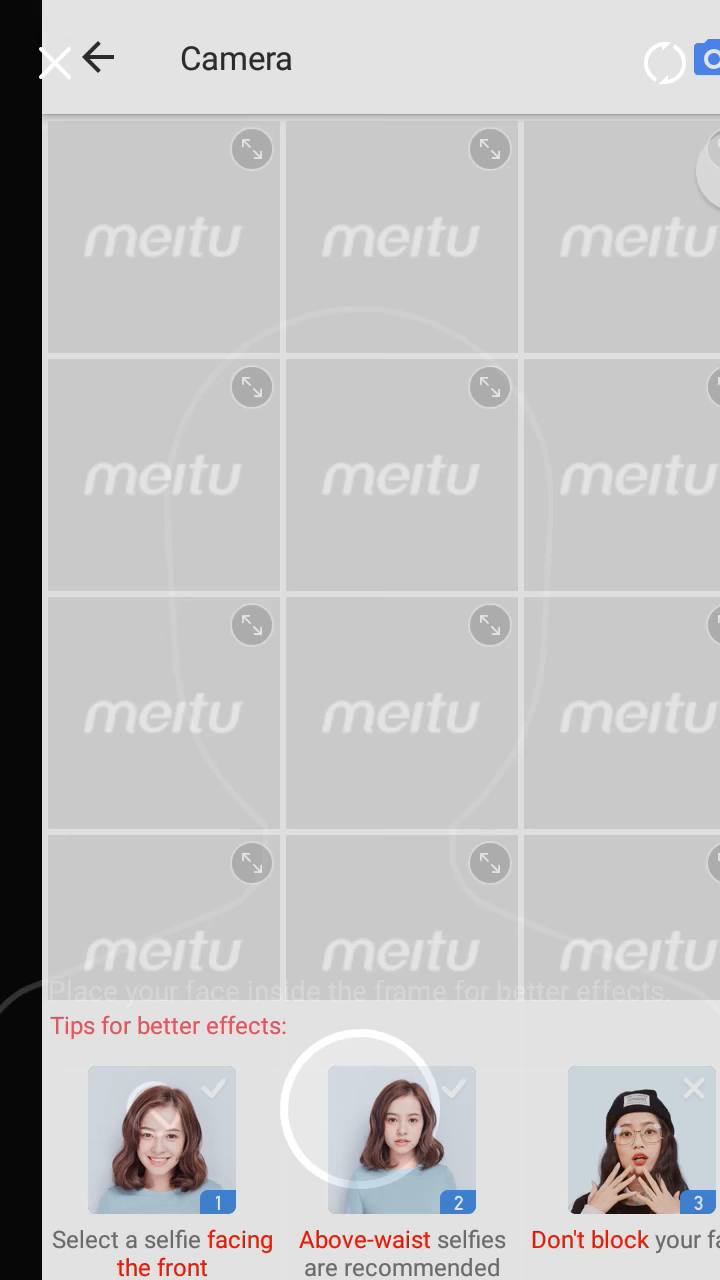 Camera
meitu meitu meitu
meitu meitu meitu
meitu meitu meitu
meitu meitu meitu
Place your face inside the frame for better effects.
Tips for better effects:
1 2 3
Select a selfie facing
the front
Above-waist selfies
are recommended
Don't block your